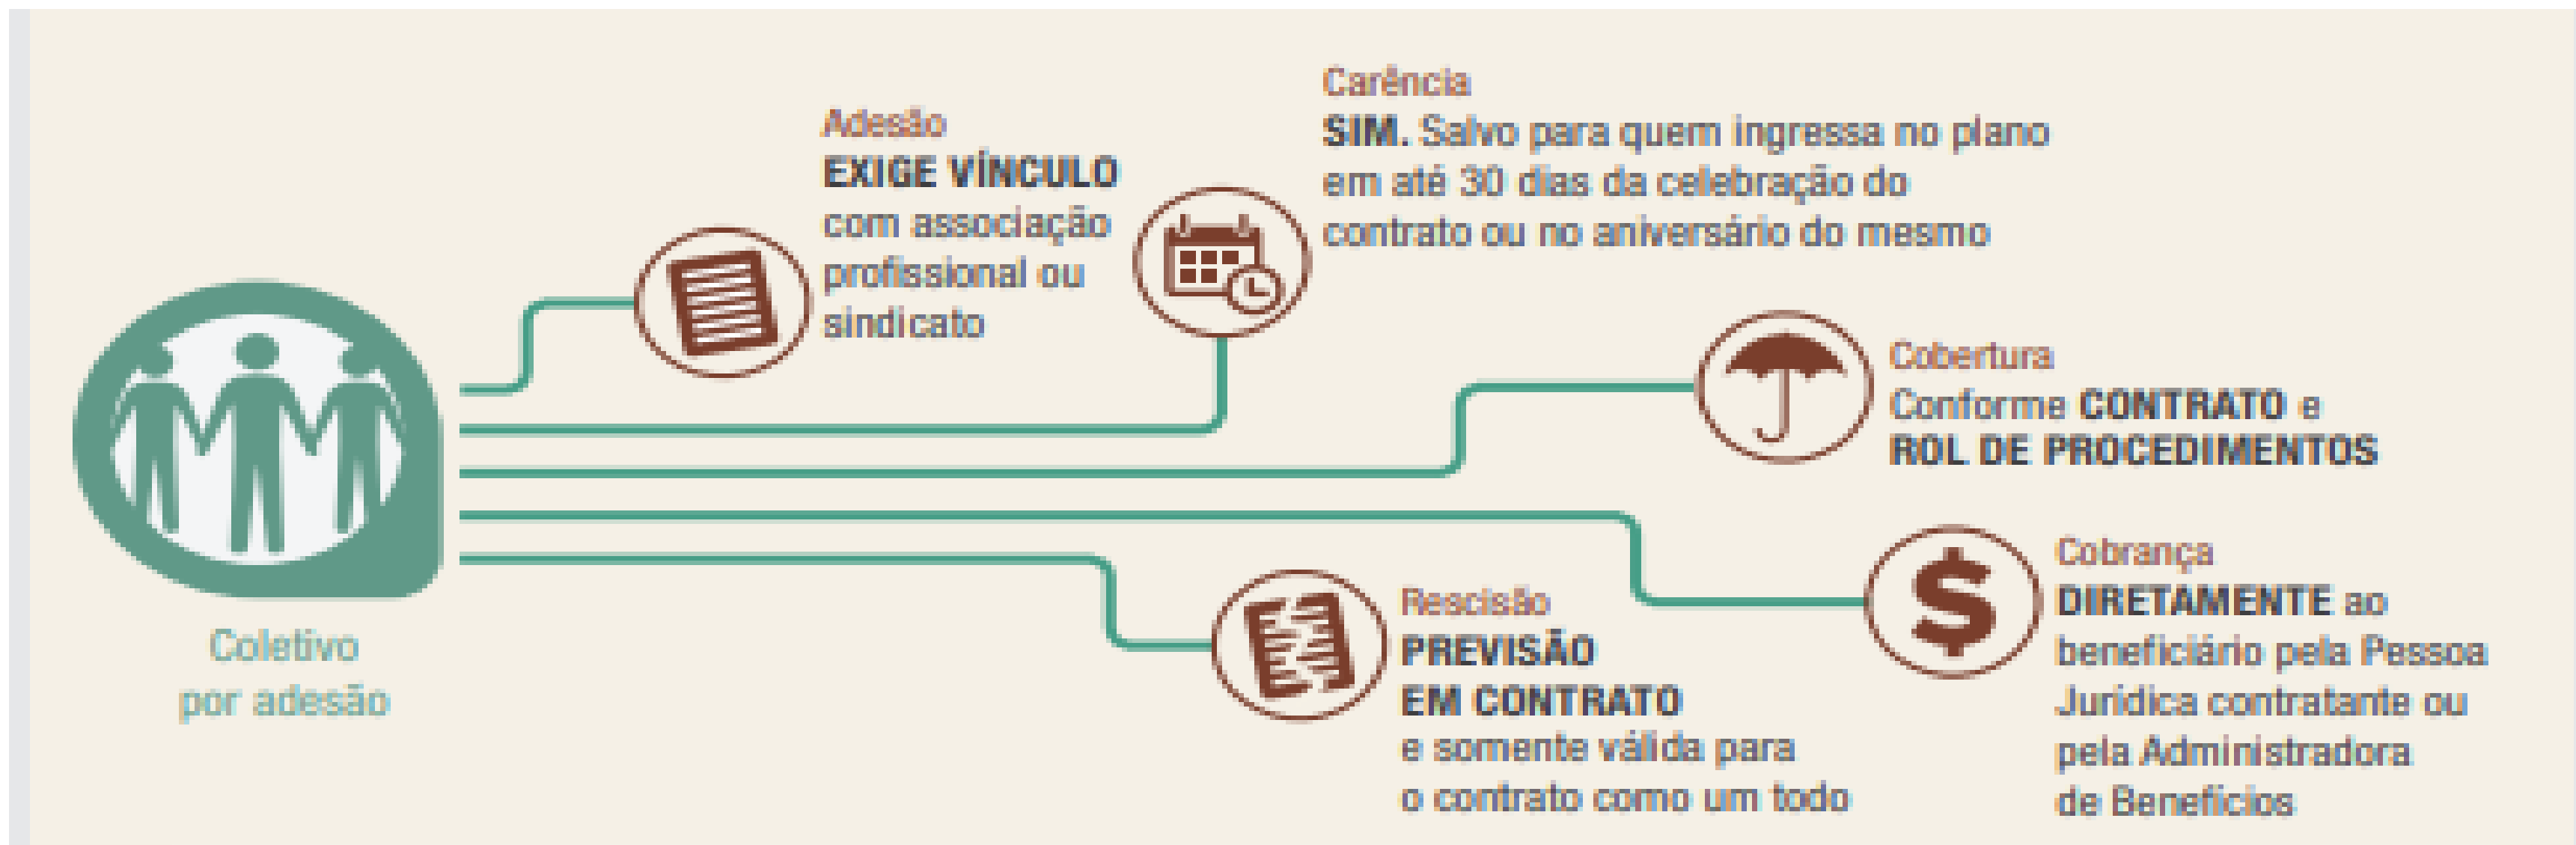 Coletivo
por adesão
Adesão
EXIGE VÍNCULO
com associação
profissional ou
sindicato
Carência
SIM. Salvo para quem ingressa no plano
em até 30 dias da celebração do
contrato ou no aniversário do mesmo
Cobertura
Conforme CONTRATO e
ROL DE PROCEDIMENTOS
Cobrança
DIRETAMENTE ao
beneficiário pela Pessoa
Jurídica contratante ou
pela Administradora
de Benefícios
Rescisão
PREVISÃO
EM CONTRATO
e somente válida para
o contrato como um todo